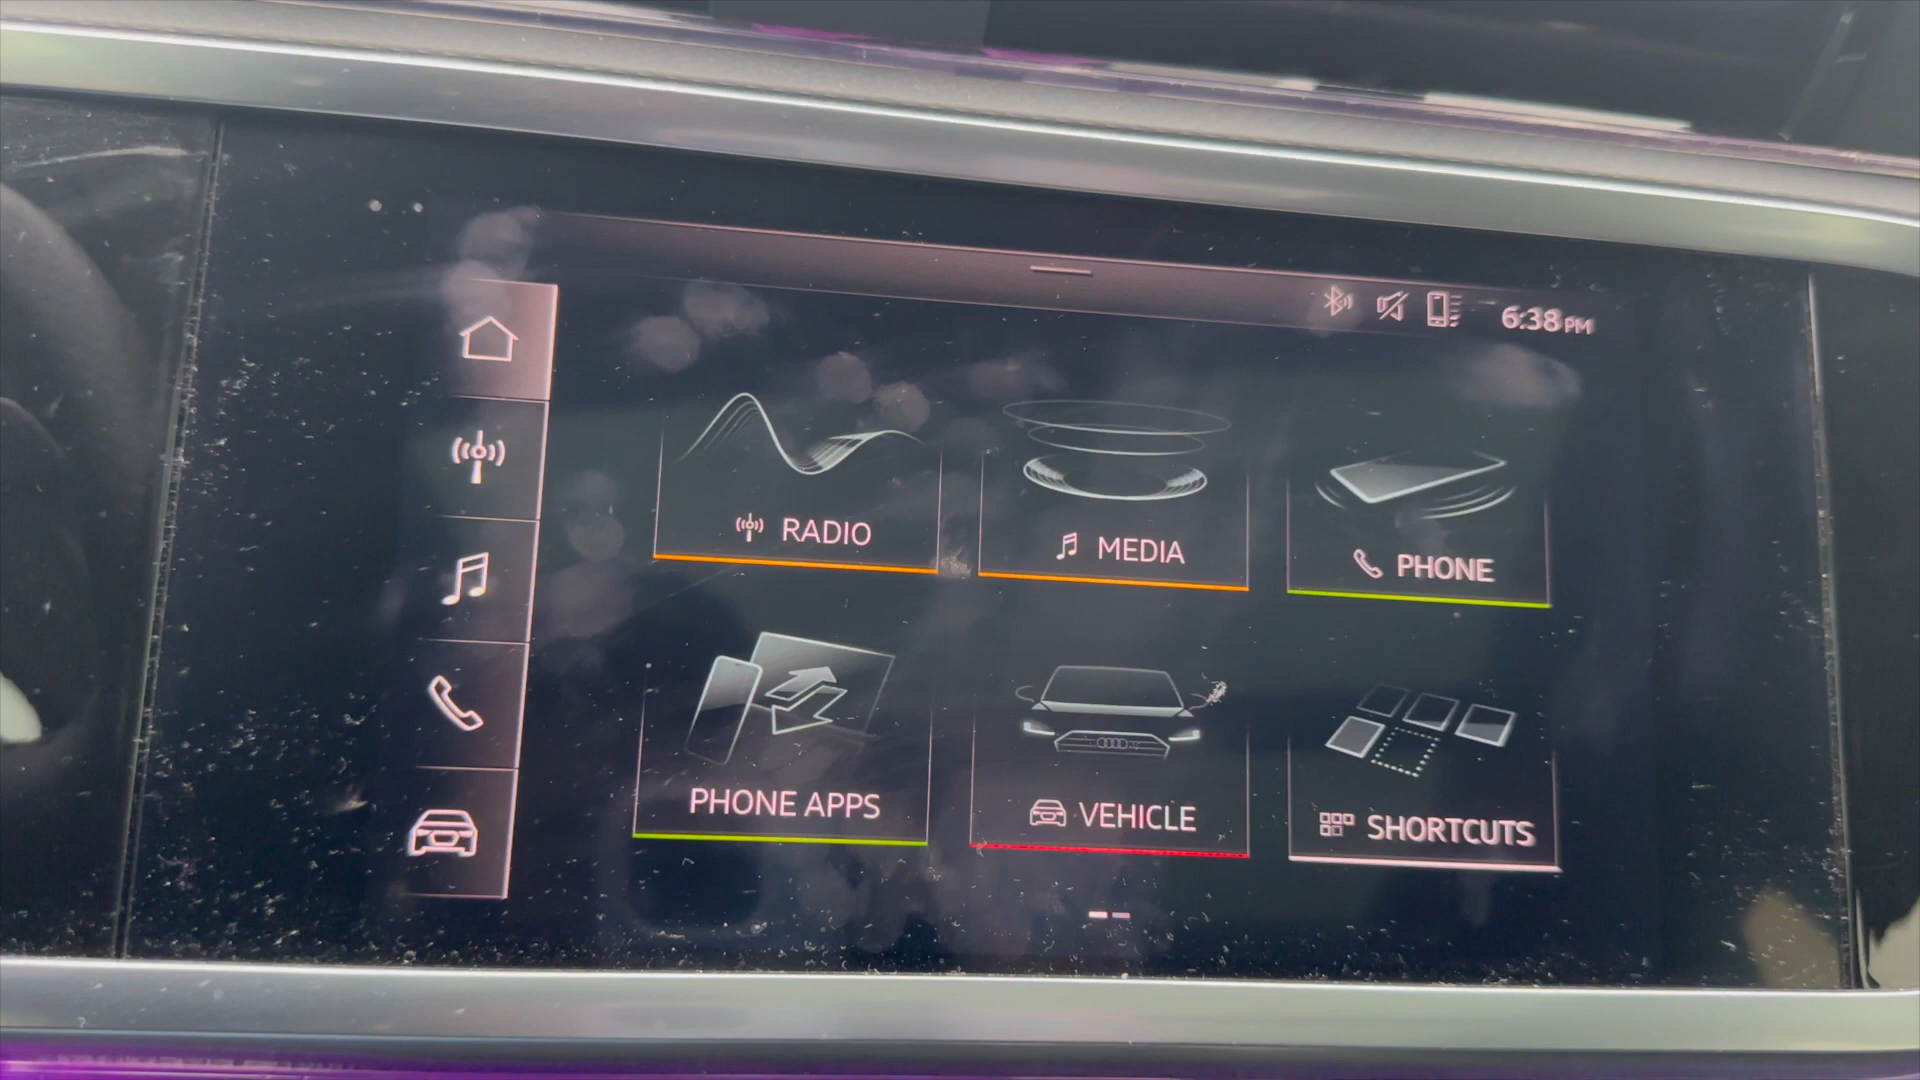 6:38 PM
RADIO
MEDIA
PHONE
PHONE APPS
VEHICLE
SHORTCUTS